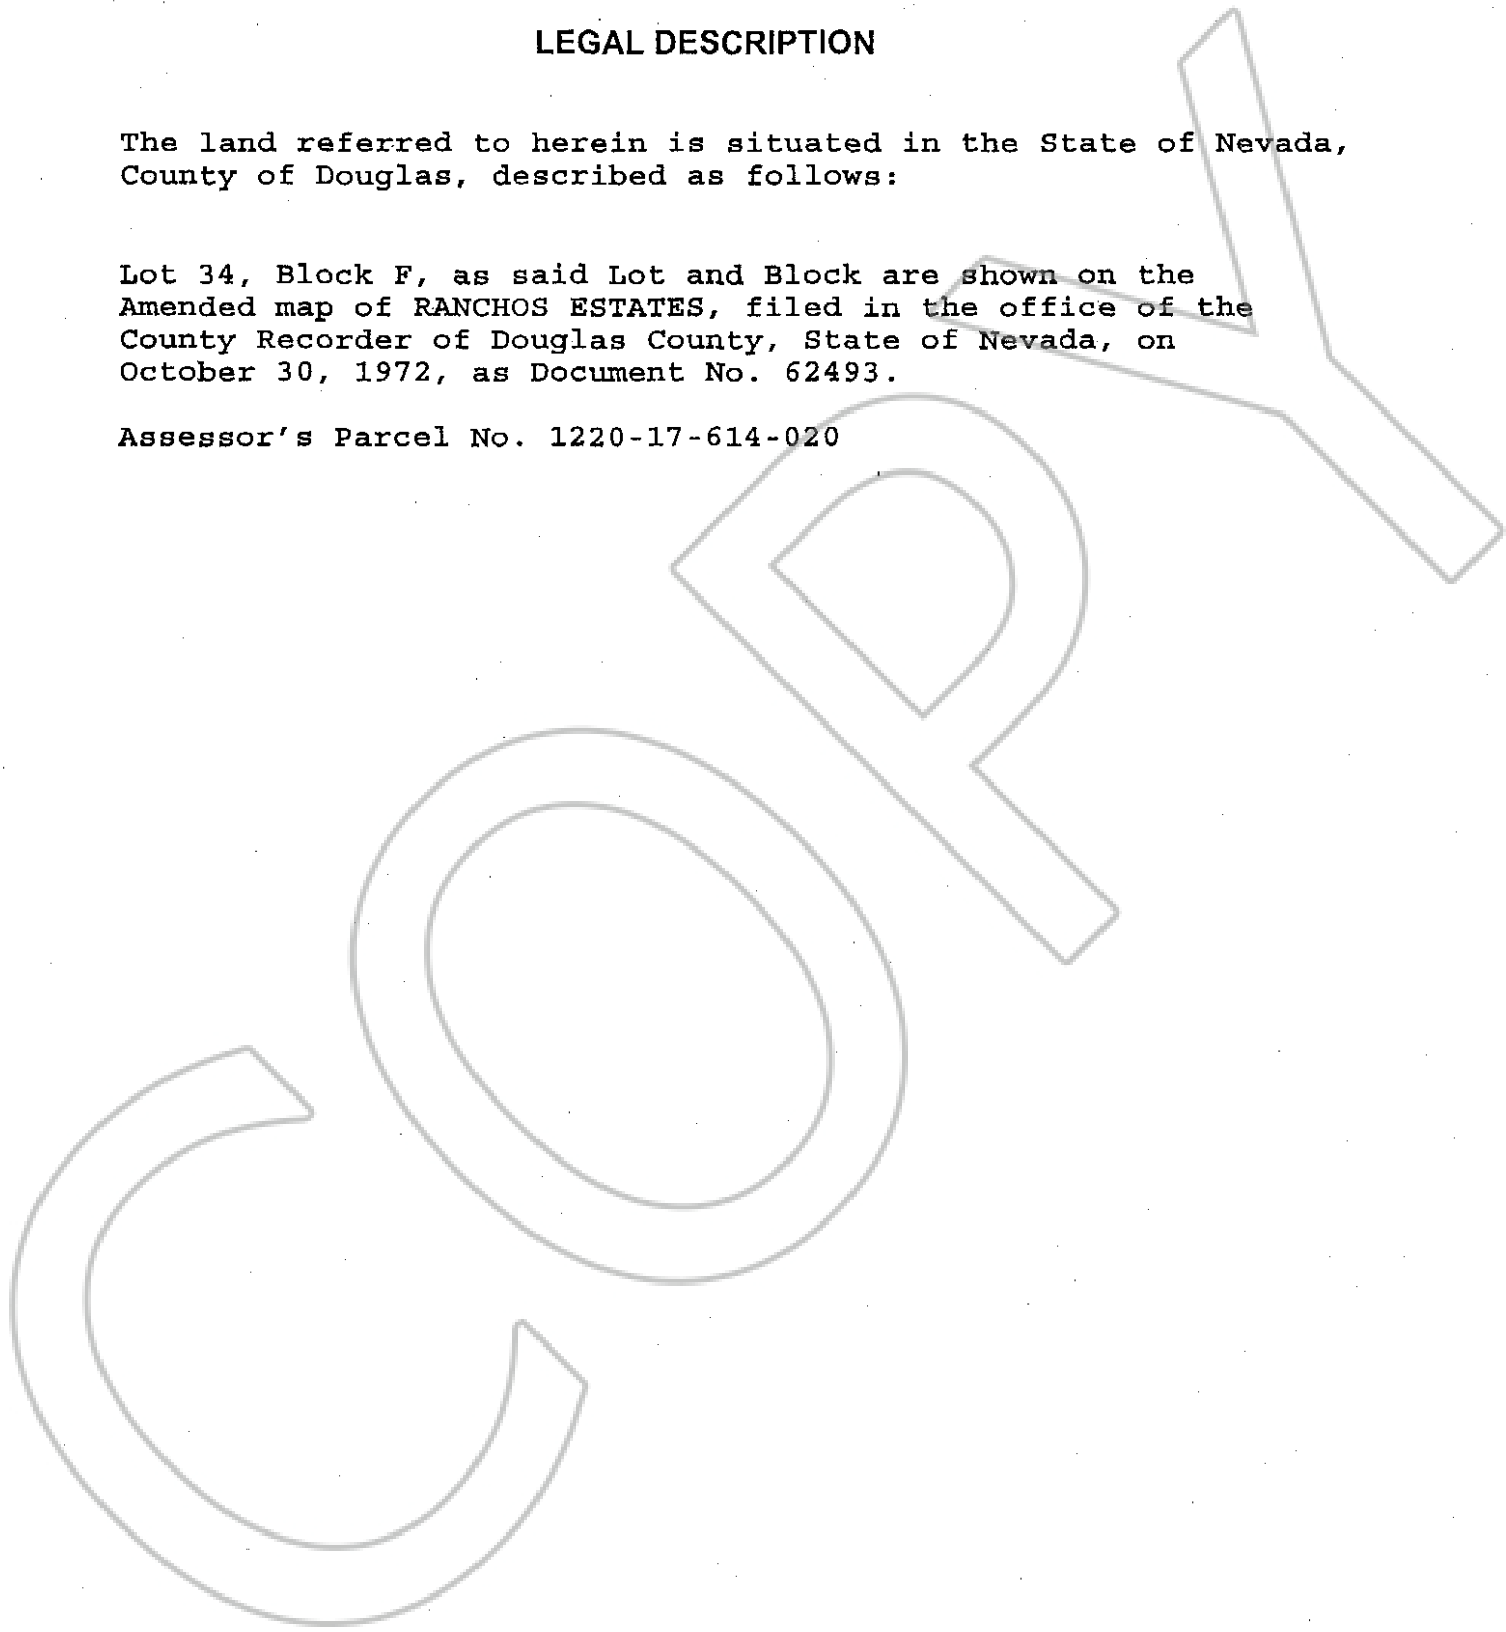 LEGAL DESCRIPTION
The land referred to herein is situated in the State of Nevada,
County of Douglas, described as follows:
Lot 34, Block F, as said Lot and Block are shown on the
Amended map of RANCHOS ESTATES, filed in the office of the
County Recorder of Douglas County, State of Nevada, on
October 30, 1972, as Document No. 62493.
Assessor's Parcel No. 1220-17-614-020
COPY